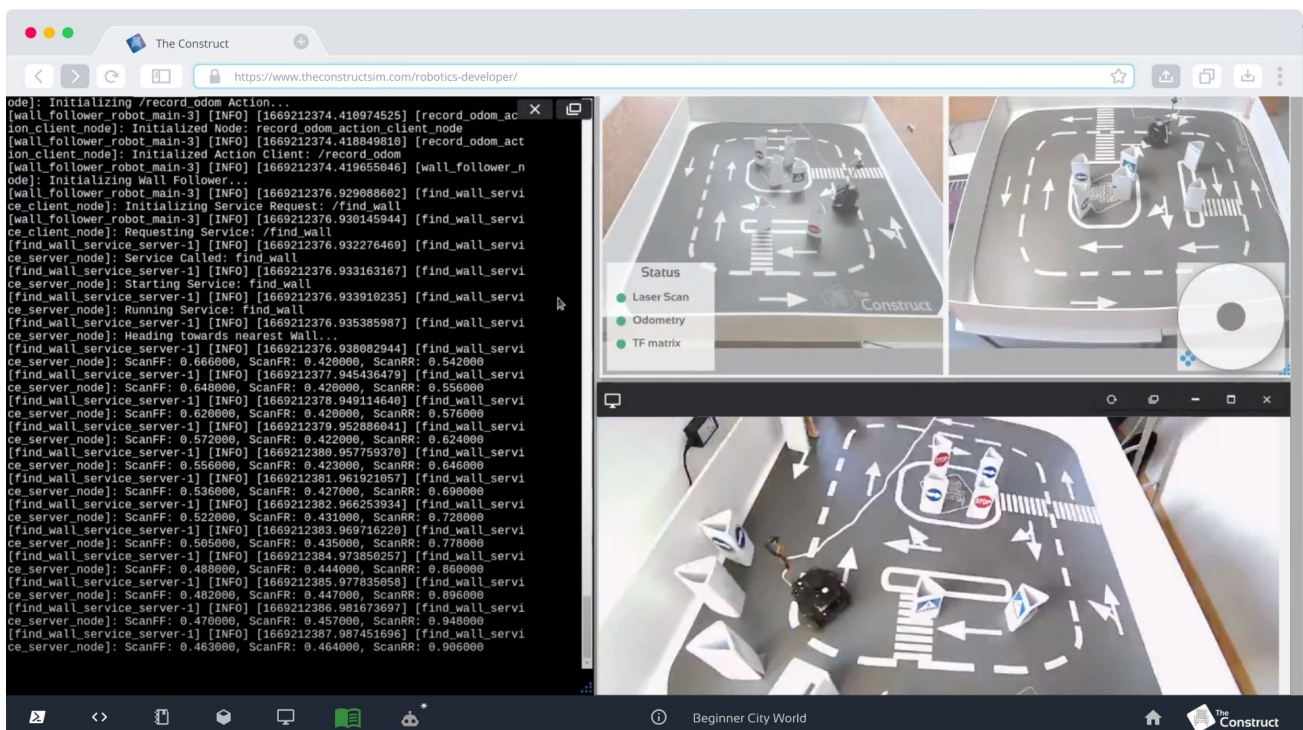 The Construct
https://www.theconstructsim.com/robotics-developer/
ode]: Initializing /record_odom Action...
[wall_follower_robot_main-3] [INFO] [1669212374.410974525] [record_odom_ac
ion_client_node]: Initialized Node: record_odom_action_client_node
[wall_follower_robot_main-3] [INFO] [1669212374.418849810] [record_odom_act
ion_client_node]: Initialized Action Client: /record_odom
[wall_follower_robot_main-3] [INFO] [1669212374.419655046] [wall_follower_n
ode]: Initializing Wall Follower...
[wall_follower_robot_main-3] [INFO] [1669212376.929088602] [find_wall_servi
ce_client_node]: Initializing Service Request: /find_wall
[wall_follower_robot_main-3] [INFO] [1669212376.930145944] [find_wall_servi
ce_client_node]: Requesting Service: /find_wall
[find_wall_service_server-1] [INFO] [1669212376.932276469] [find_wall_servi
ce_server_node]: Service Called: find_wall
[find_wall_service_server-1] [INFO] [1669212376.933163167] [find_wall_servi
ce_server_node]: Starting Service: find_wall
[find_wall_service_server-1] [INFO] [1669212376.933910235] [find_wall_servi
ce_server_node]: Running Service: find_wall
[find_wall_service_server-1] [INFO] [1669212376.935385987] [find_wall_servi
ce_server_node]: Heading towards nearest Wall...
[find_wall_service_server-1] [INFO] [1669212376.938082944] [find_wall_servi
ce_server_node]: ScanFF: 0.666000, ScanFR: 0.420000, ScanRR: 0.542000
[find_wall_service_server-1] [INFO] [1669212377.945436479] [find_wall_servi
ce_server_node]: ScanFF: 0.648000, ScanFR: 0.420000, ScanRR: 0.556000
[find_wall_service_server-1] [INFO] [1669212378.949114640] [find_wall_servi
ce_server_node]: ScanFF: 0.620000, ScanFR: 0.420000, ScanRR: 0.576000
[find_wall_service_server-1] [INFO] [1669212379.952886041] [find_wall_servi
ce_server_node]: ScanFF: 0.572000, ScanFR: 0.422000, ScanRR: 0.624000
[find_wall_service_server-1] [INFO] [1669212380.957759370] [find_wall_servi
ce_server_node]: ScanFF: 0.556000, ScanFR: 0.423000, ScanRR: 0.646000
[find_wall_service_server-1] [INFO] [1669212381.961921057] [find_wall_servi
ce_server_node]: ScanFF: 0.536000, ScanFR: 0.427000, ScanRR: 0.690000
[find_wall_service_server-1] [INFO] [1669212382.966253934] [find_wall_servi
ce_server_node]: ScanFF: 0.522000, ScanFR: 0.431000, ScanRR: 0.728000
[find_wall_service_server-1] [INFO] [1669212383.969716220] [find_wall_servi
ce_server_node]: ScanFF: 0.505000, ScanFR: 0.435000, ScanRR: 0.778000
[find_wall_service_server-1] [INFO] [1669212384.973850257] [find_wall_servi
ce_server_node]: ScanFF: 0.488000, ScanFR: 0.444000, ScanRR: 0.860000
[find_wall_service_server-1] [INFO] [1669212385.977835058] [find_wall_servi
ce_server_node]: ScanFF: 0.482000, ScanFR: 0.447000, ScanRR: 0.896000
[find_wall_service_server-1] [INFO] [1669212386.981673697] [find_wall_servi
ce_server_node]: ScanFF: 0.470000, ScanFR: 0.457000, ScanRR: 0.948000
[find_wall_service_server-1] [INFO] [1669212387.987451696] [find_wall_servi
ce_server_node]: ScanFF: 0.463000, ScanFR: 0.464000, ScanRR: 0.906000
Status
Laser Scan
Odometry
TF matrix
The
Construct
STOP
STOP
Beginner City World
The
Construct